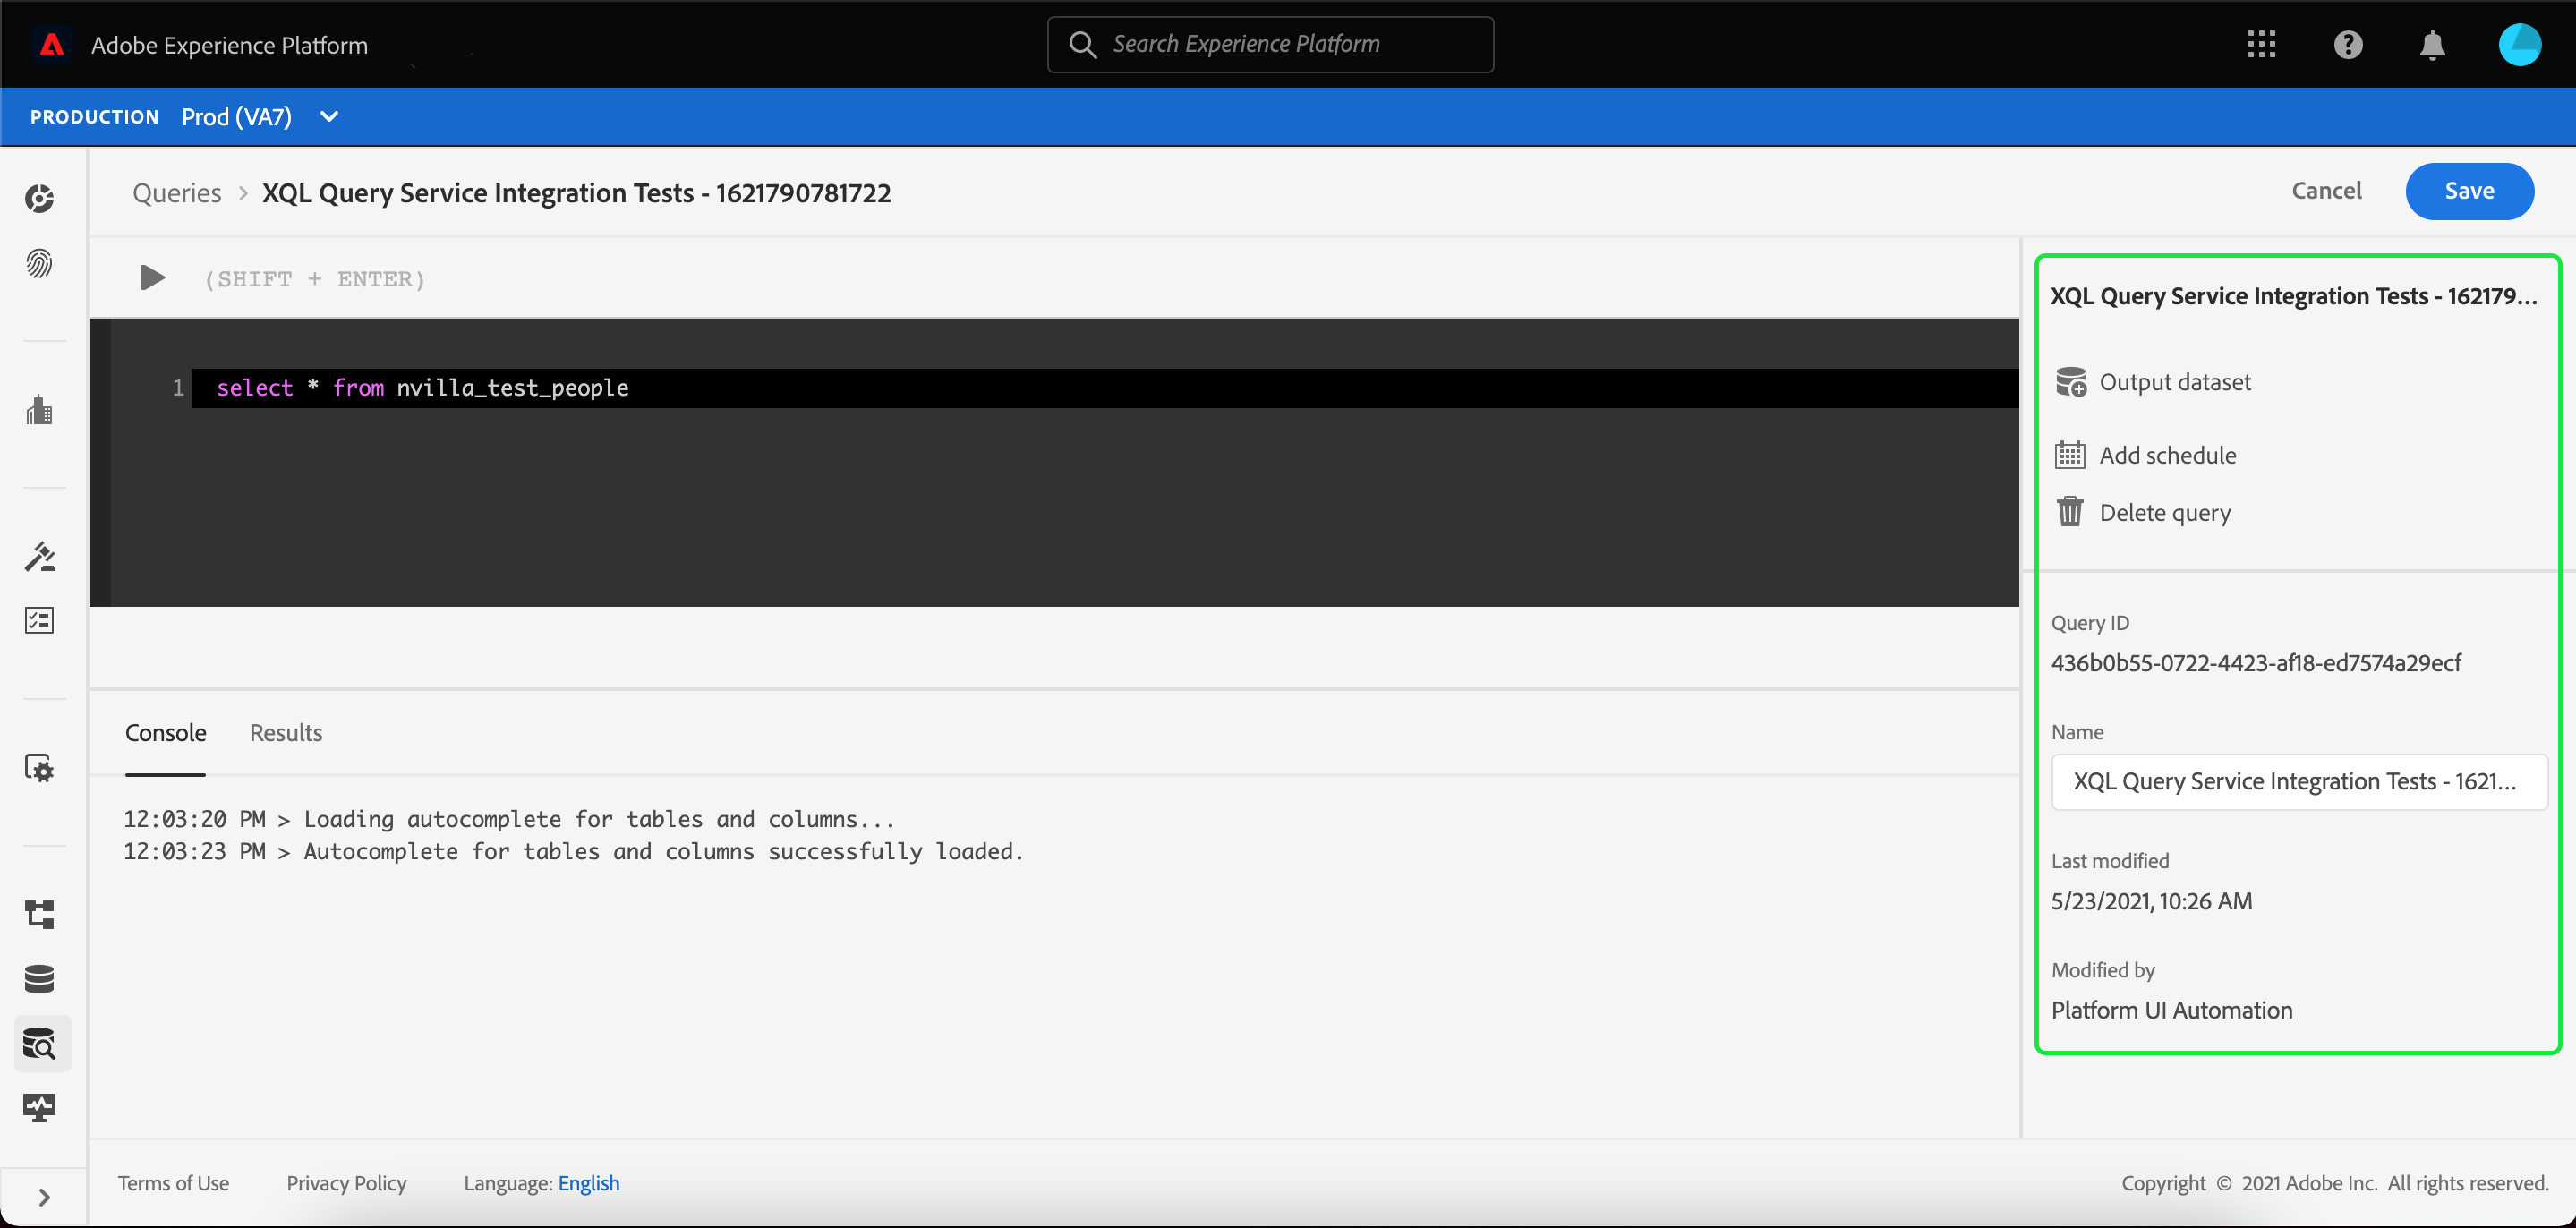 Adobe Experience Platform
Search Experience Platform
PRODUCTION Prod (VA7)
Queries > XQL Query Service Integration Tests - 1621790781722
Cancel
Save
(SHIFT + ENTER)
1 select * from nvilla_test_people
Console
Results
12:03:20 PM > Loading autocomplete for tables and columns...
12:03:23 PM > Autocomplete for tables and columns successfully loaded.
XQL Query Service Integration Tests - 162179...
Output dataset
Add schedule
Delete query
Query ID
436b0b55-0722-4423-af18-ed7574a29ecf
Name
XQL Query Service Integration Tests - 1621...
Last modified
5/23/2021, 10:26 AM
Modified by
Platform UI Automation
Terms of Use
Privacy Policy
Language: English
Copyright © 2021 Adobe Inc. All rights reserved.